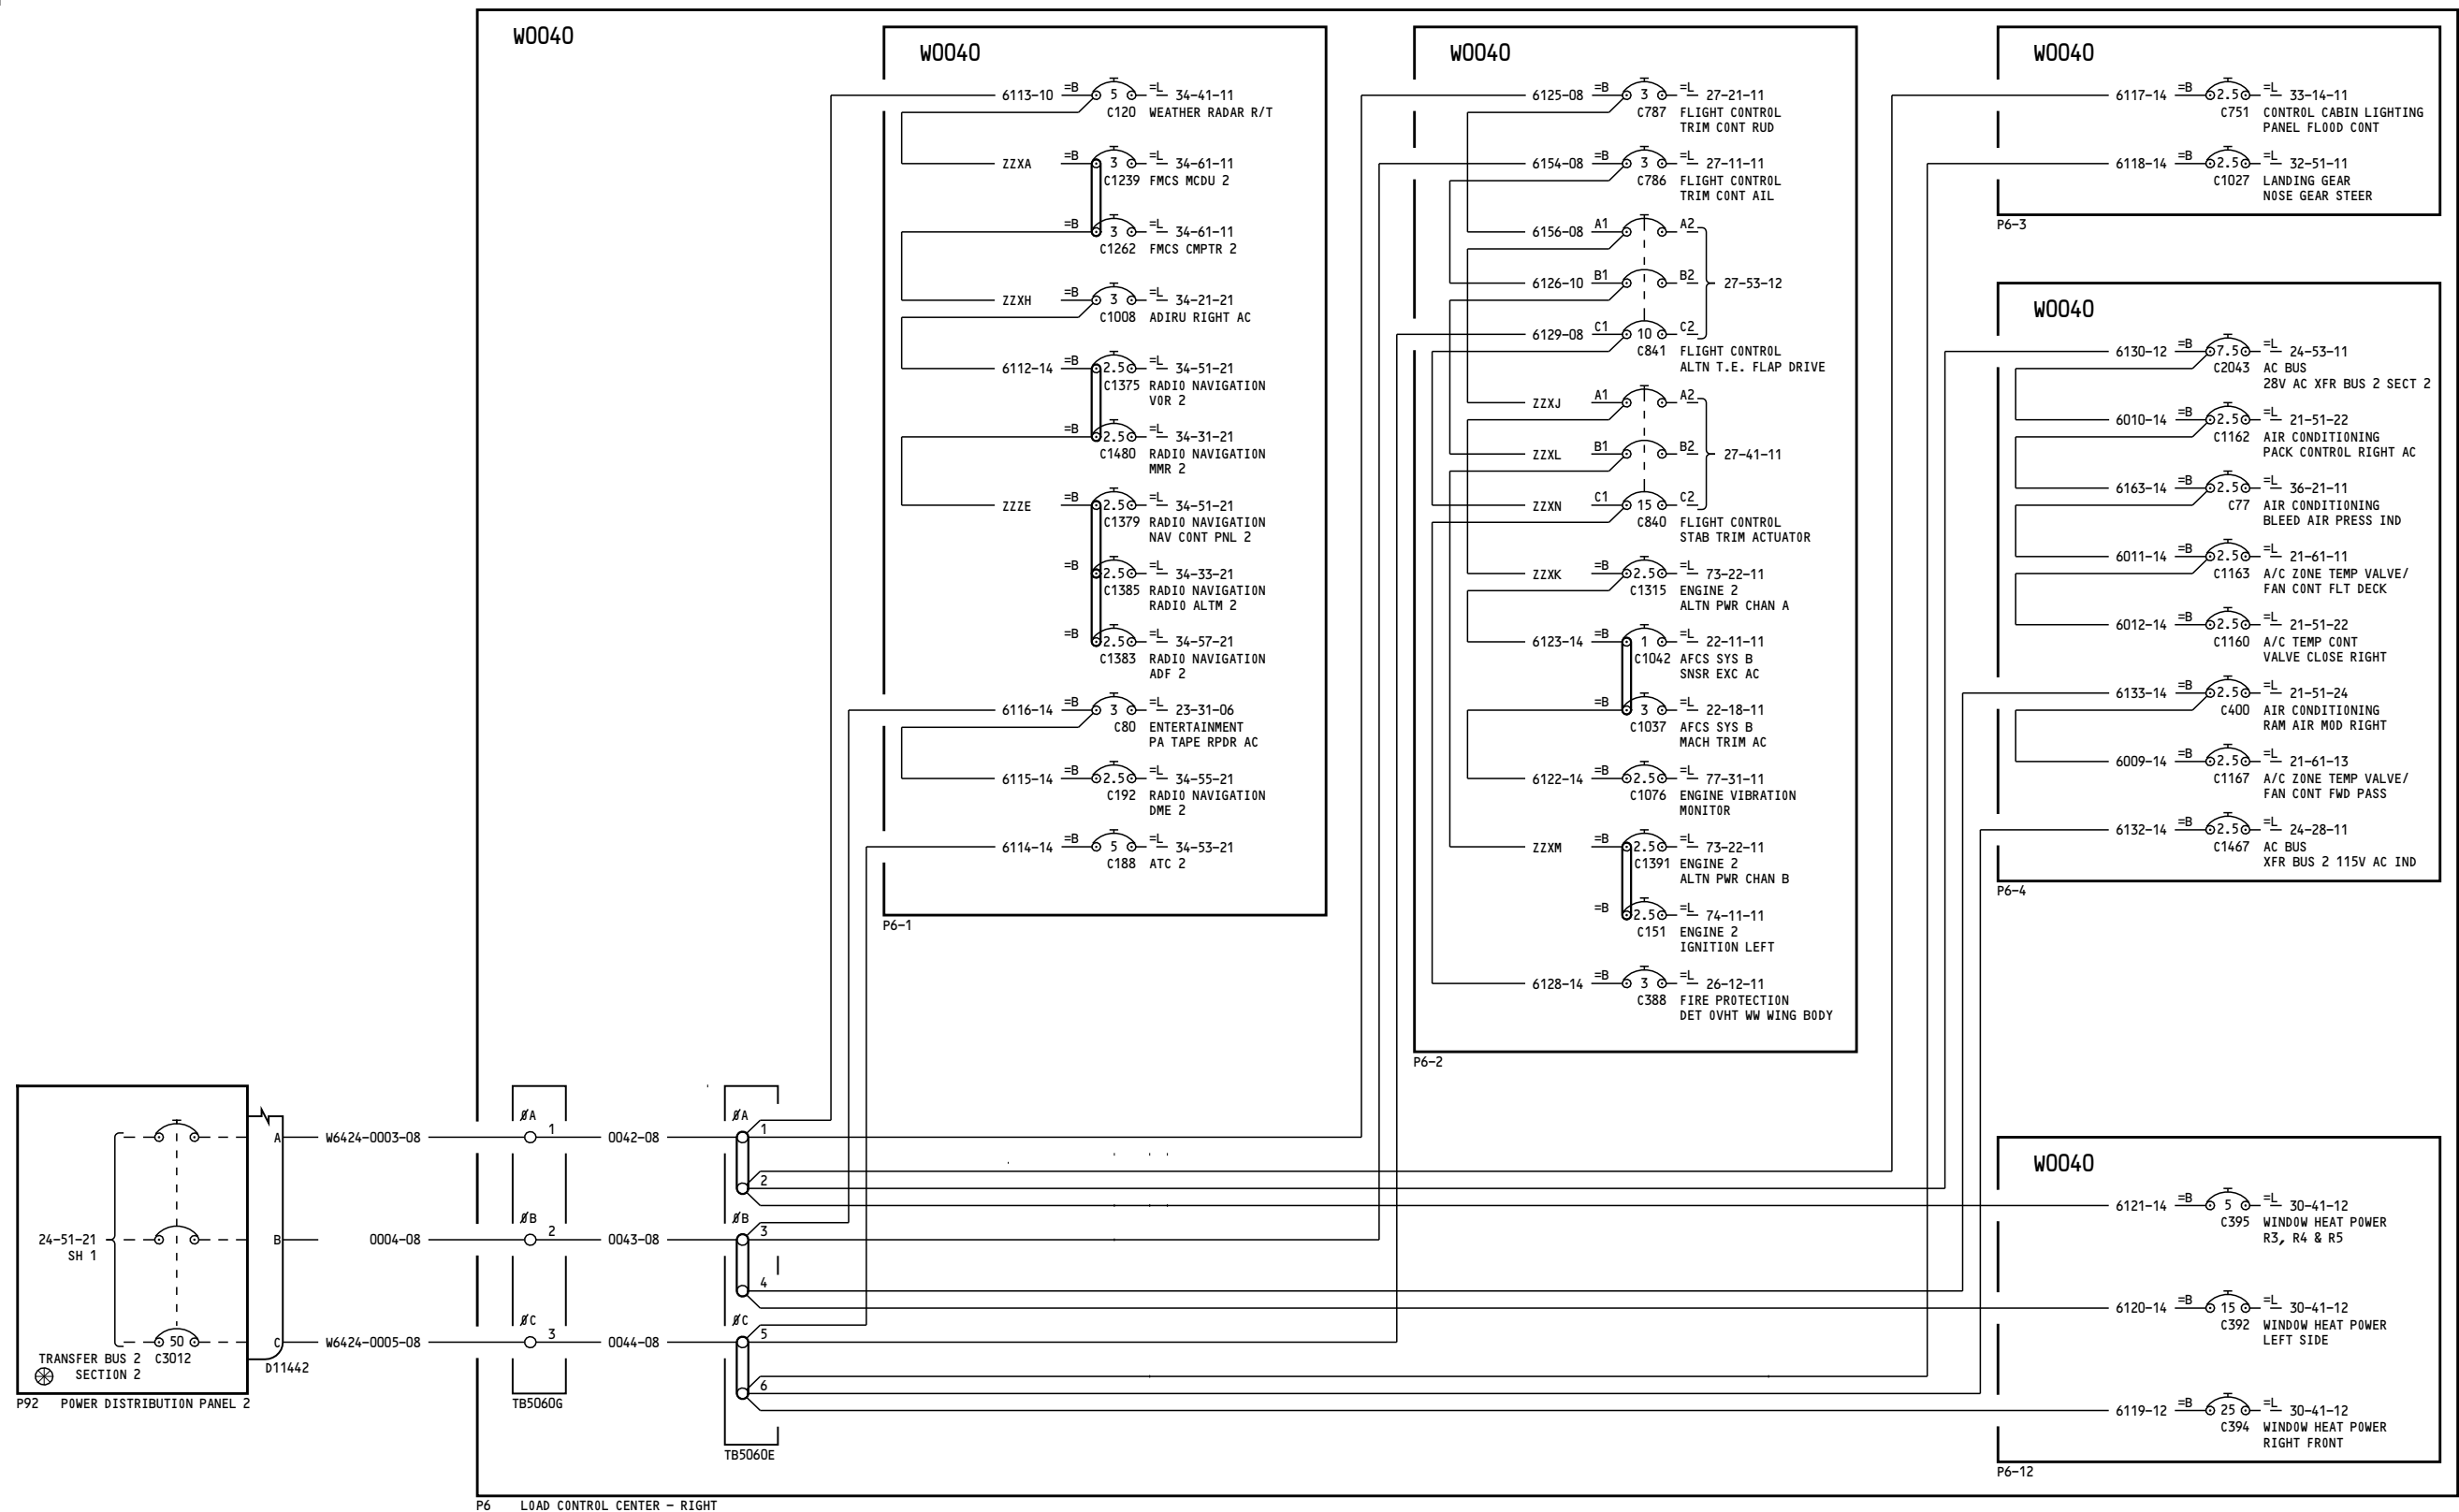 W0040
W0040
6113-10 =B 5 =L 34-41-11
C120 WEATHER RADAR R/T
ZZXA =B 3 =L 34-61-11
C1239 FMCS MCDU 2
=B 3 =L 34-61-11
C1262 FMCS CMPTR 2
ZZXH =B 3 =L 34-21-21
C1008 ADIRU RIGHT AC
6112-14 =B 2.5 =L 34-51-21
C1375 RADIO NAVIGATION
VOR 2
=B 2.5 =L 34-31-21
C1480 RADIO NAVIGATION
MMR 2
ZZZE =B 2.5 =L 34-51-21
C1379 RADIO NAVIGATION
NAV CONT PNL 2
=B 2.5 =L 34-33-21
C1385 RADIO NAVIGATION
RADIO ALTM 2
=B 2.5 =L 34-57-21
C1383 RADIO NAVIGATION
ADF 2
6116-14 =B 3 =L 23-31-06
C80 ENTERTAINMENT
PA TAPE RPDR AC
6115-14 =B 2.5 =L 34-55-21
C192 RADIO NAVIGATION
DME 2
6114-14 =B 5 =L 34-53-21
C188 ATC 2
P6-1
W0040
6125-08 =B 3 =L 27-21-11
C787 FLIGHT CONTROL
TRIM CONT RUD
6154-08 =B 3 =L 27-11-11
C786 FLIGHT CONTROL
TRIM CONT AIL
6156-08 A1 A2
6126-10 B1 B2 27-53-12
6129-08 C1 10 C2
C841 FLIGHT CONTROL
ALTN T.E. FLAP DRIVE
ZZXJ A1 A2
ZZXL B1 B2 27-41-11
ZZXN C1 15 C2
C840 FLIGHT CONTROL
STAB TRIM ACTUATOR
ZZXK =B 2.5 =L 73-22-11
C1315 ENGINE 2
ALTN PWR CHAN A
6123-14 =B 1 =L 22-11-11
C1042 AFCS SYS B
SNSR EXC AC
=B 3 =L 22-18-11
C1037 AFCS SYS B
MACH TRIM AC
6122-14 =B 2.5 =L 77-31-11
C1076 ENGINE VIBRATION
MONITOR
ZZXM =B 2.5 =L 73-22-11
C1391 ENGINE 2
ALTN PWR CHAN B
=B 2.5 =L 74-11-11
C151 ENGINE 2
IGNITION LEFT
6128-14 =B 3 =L 26-12-11
C388 FIRE PROTECTION
DET OVHT WW WING BODY
P6-2
W0040
6117-14 =B 2.5 =L 33-14-11
C751 CONTROL CABIN LIGHTING
PANEL FLOOD CONT
6118-14 =B 2.5 =L 32-51-11
C1027 LANDING GEAR
NOSE GEAR STEER
P6-3
W0040
6130-12 =B 7.5 =L 24-53-11
C2043 AC BUS
28V AC XFR BUS 2 SECT 2
6010-14 =B 2.5 =L 21-51-22
C1162 AIR CONDITIONING
PACK CONTROL RIGHT AC
6163-14 =B 2.5 =L 36-21-11
C77 AIR CONDITIONING
BLEED AIR PRESS IND
6011-14 =B 2.5 =L 21-61-11
C1163 A/C ZONE TEMP VALVE/
FAN CONT FLT DECK
6012-14 =B 2.5 =L 21-51-22
C1160 A/C TEMP CONT
VALVE CLOSE RIGHT
6133-14 =B 2.5 =L 21-51-24
C400 AIR CONDITIONING
RAM AIR MOD RIGHT
6009-14 =B 2.5 =L 21-61-13
C1167 A/C ZONE TEMP VALVE/
FAN CONT FWD PASS
6132-14 =B 2.5 =L 24-28-11
C1467 AC BUS
XFR BUS 2 115V AC IND
P6-4
W0040
6121-14 =B 5 =L 30-41-12
C395 WINDOW HEAT POWER
R3, R4 & R5
6120-14 =B 15 =L 30-41-12
C392 WINDOW HEAT POWER
LEFT SIDE
6119-12 =B 25 =L 30-41-12
C394 WINDOW HEAT POWER
RIGHT FRONT
P6-12
A W6424-0003-08 ØA 1 0042-08 ØA 1
2
24-51-21 B 0004-08 ØB 2 0043-08 ØB 3
SH 1
4
50 C W6424-0005-08 ØC 3 0044-08 ØC 5
6
TRANSFER BUS 2 C3012
SECTION 2
D11442
P92 POWER DISTRIBUTION PANEL 2
TB5060G
TB5060E
P6 LOAD CONTROL CENTER - RIGHT